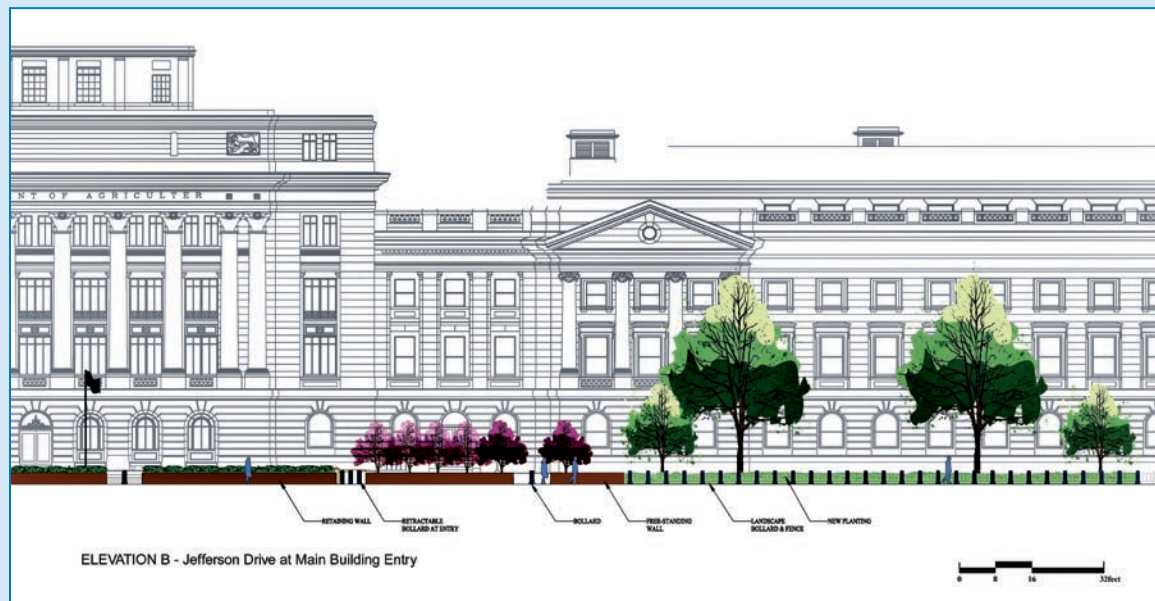 NT OF AGRICULTER
RETAINING WALL
RETRACTABLE
BOLLARD AT ENTRY
BOLLARD
FREE-STANDING
WALL
LANDSCAPE
BOLLARD & FENCE
NEW PLANTING
ELEVATION B - Jefferson Drive at Main Building Entry
0 8 16 32feet